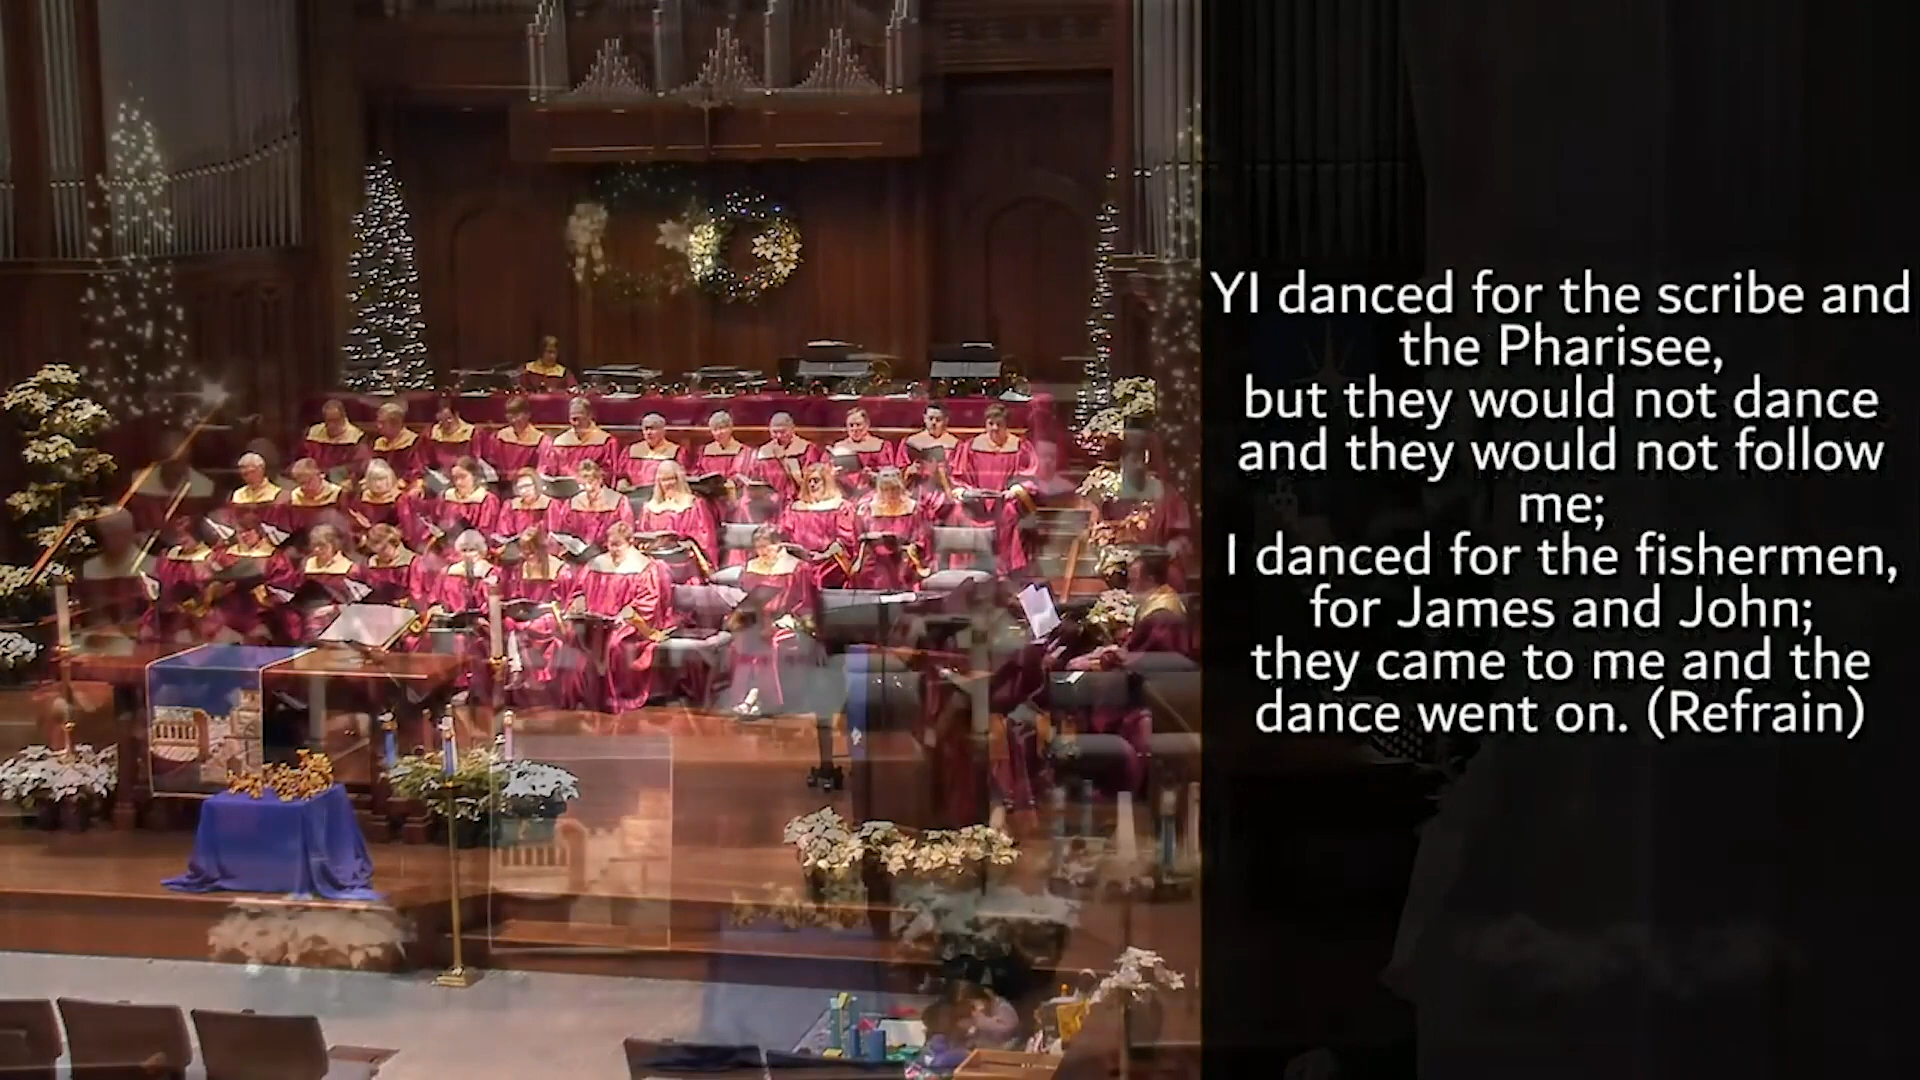 YI danced for the scribe and
the Pharisee,
but they would not dance
and they would not follow
me;
I danced for the fishermen,
for James and John;
they came to me and the
dance went on. (Refrain)